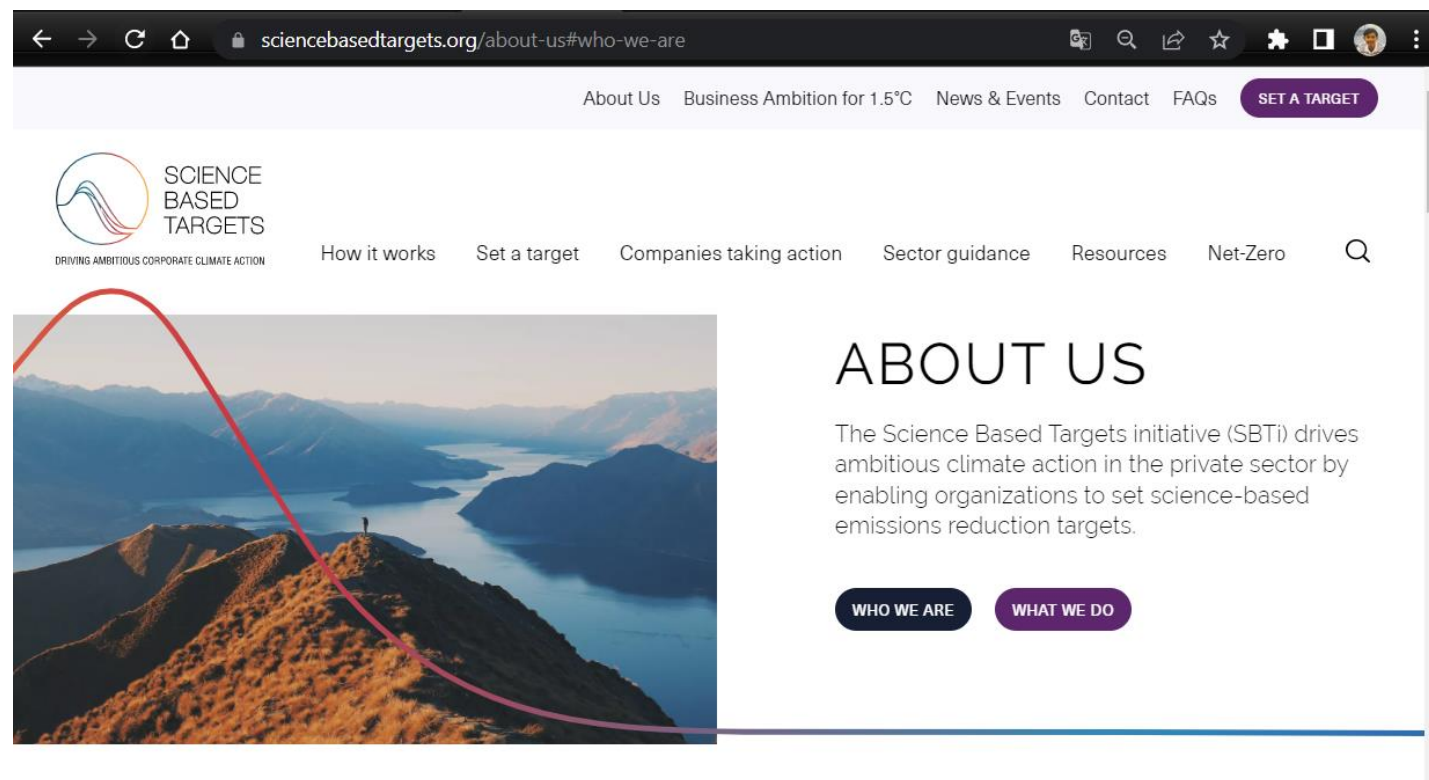 sciencebasedtargets.org/about-us#who-we-are
About Us Business Ambition for 1.5°C News & Events Contact FAQs SET A TARGET
SCIENCE
BASED
TARGETS
DRIVING AMBITIOUS CORPORATE CLIMATE ACTION
How it works Set a target Companies taking action Sector guidance Resources Net-Zero
ABOUT US
The Science Based Targets initiative (SBTi) drives
ambitious climate action in the private sector by
enabling organizations to set science-based
emissions reduction targets.
WHO WE ARE WHAT WE DO